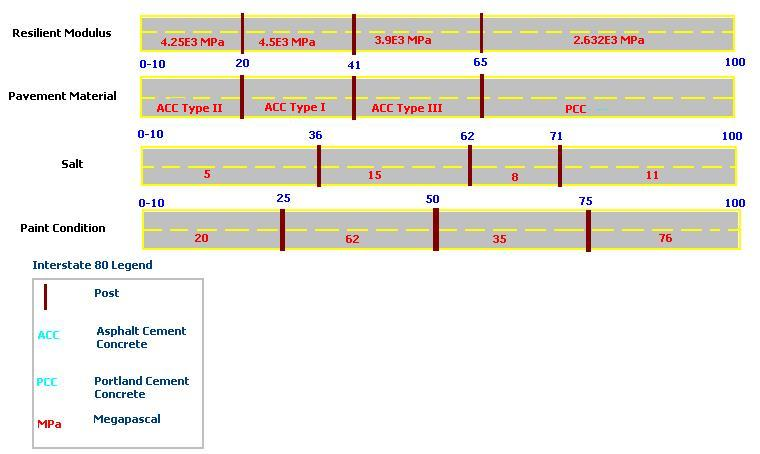 Resilient Modulus
4.25E3 MPa 4.5E3 MPa 3.9E3 MPa 2.632E3 MPa
0-10 20 41 65 100
Pavement Material
ACC Type II ACC Type I ACC Type III PCC
0-10 36 62 71 100
Salt
5 15 8 11
0-10 25 50 75 100
Paint Condition
20 62 35 76
Interstate 80 Legend
Post
ACC Asphalt Cement
Concrete
PCC Portland Cement
Concrete
MPa Megapascal